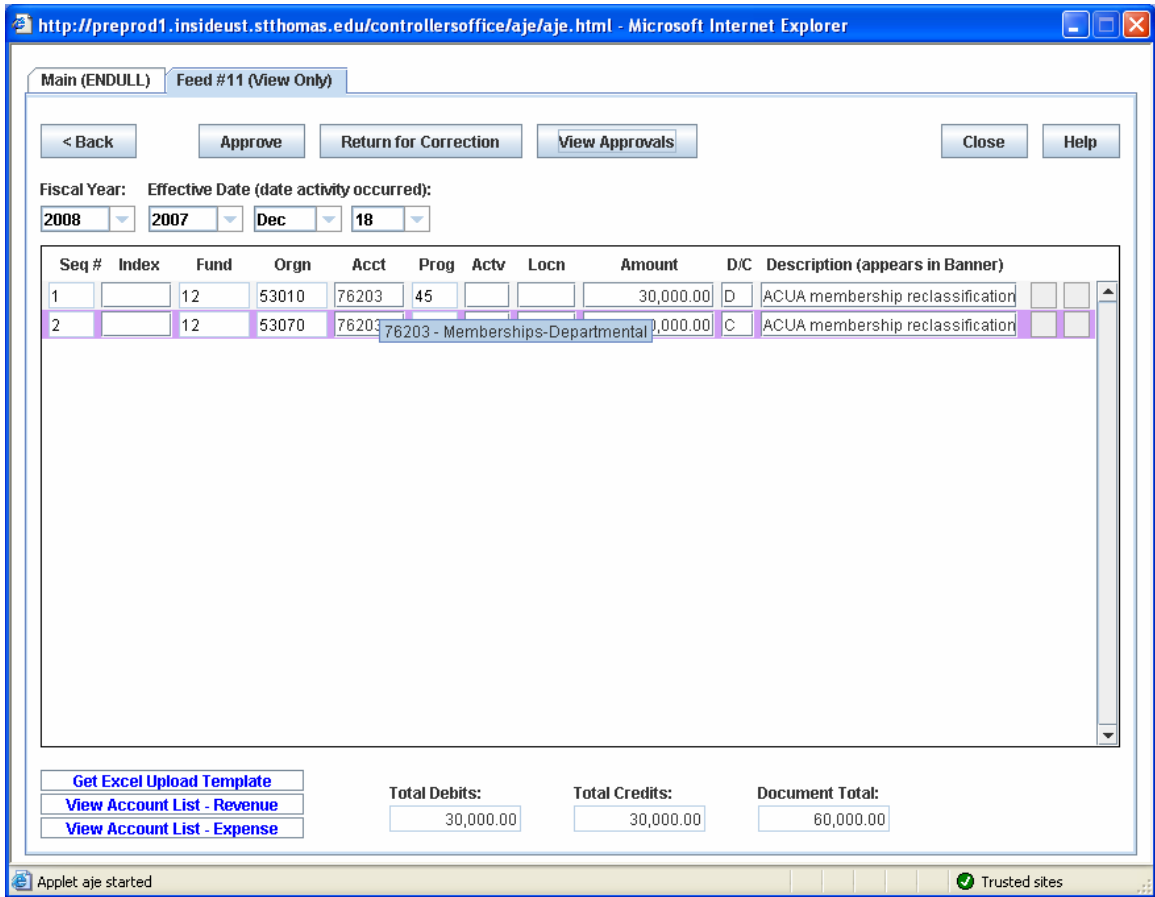 http://preprod1.insideust.stthomas.edu/controllersoffice/aje/aje.html - Microsoft Internet Explorer
Main (ENDULL) Feed #11 (View Only)
< Back Approve Return for Correction View Approvals Close Help
Fiscal Year: Effective Date (date activity occurred):
2008 2007 Dec 18
Seq # Index Fund Orgn Acct Prog Actv Locn Amount D/C Description (appears in Banner)
1 12 53010 76203 45 30,000.00 D ACUA membership reclassification
2 12 53070 76203 0,000.00 C ACUA membership reclassification
76203 - Memberships-Departmental
Get Excel Upload Template
View Account List - Revenue
View Account List - Expense
Total Debits: Total Credits: Document Total:
30,000.00 30,000.00 60,000.00
Applet aje started Trusted sites